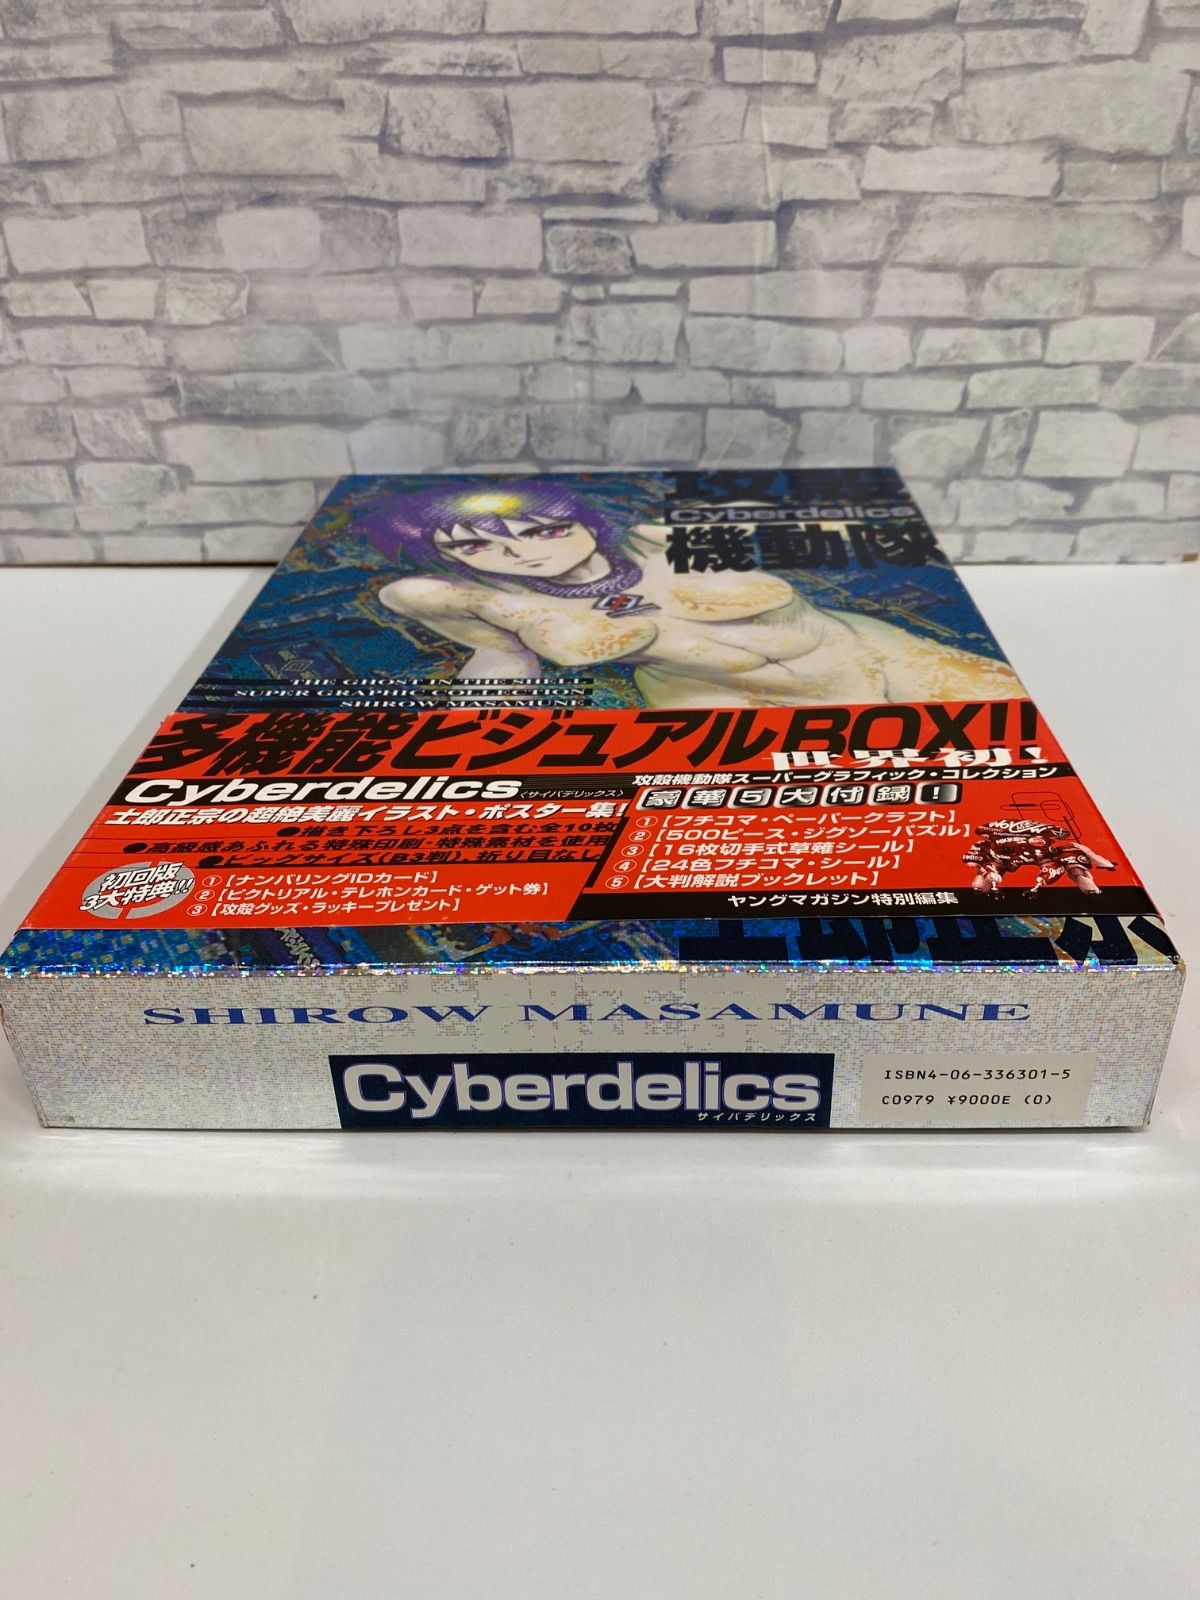 攻殻
Cyberdelics
機動隊
THE GHOST IN THE SHELL
SUPER GRAPHIC COLLECTION
SHIROW MASAMUNE
多機能ビジュアルBOX!!
世界初!
Cyberdelics〈サイバデリックス〉
士郎正宗の超絶美麗イラスト・ポスター集!
●描き下ろし3点を含む全10枚
●高級感あふれる特殊印刷・特殊素材を使用
●ビッグサイズ(B3判)、折り目なし
初回版
3大特典!!
①【ナンバリングIDカード】
②【ピクトリアル・テレホンカード・ゲット券】
③【攻殻グッズ・ラッキープレゼント】
攻殻機動隊スーパーグラフィック・コレクション
豪華5大付録!
①【フチコマ・ペーパークラフト】
②【500ピース・ジグソーパズル】
③【16枚切手式草薙シール】
④【24色フチコマ・シール】
⑤【大判解説ブックレット】
ヤングマガジン特別編集
士郎正宗
SHIROW MASAMUNE
Cyberdelics
サイバデリックス
ISBN4-06-336301-5
C0979 ¥9000E (0)